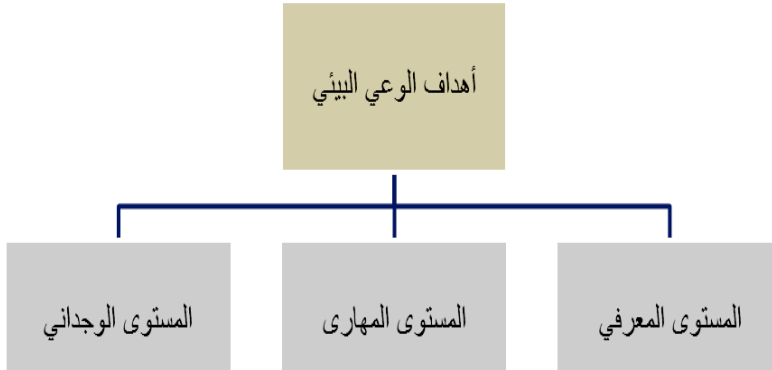 أهداف الوعي البيئي
المستوى المعرفي
المستوى المهارى
المستوى الوجداني